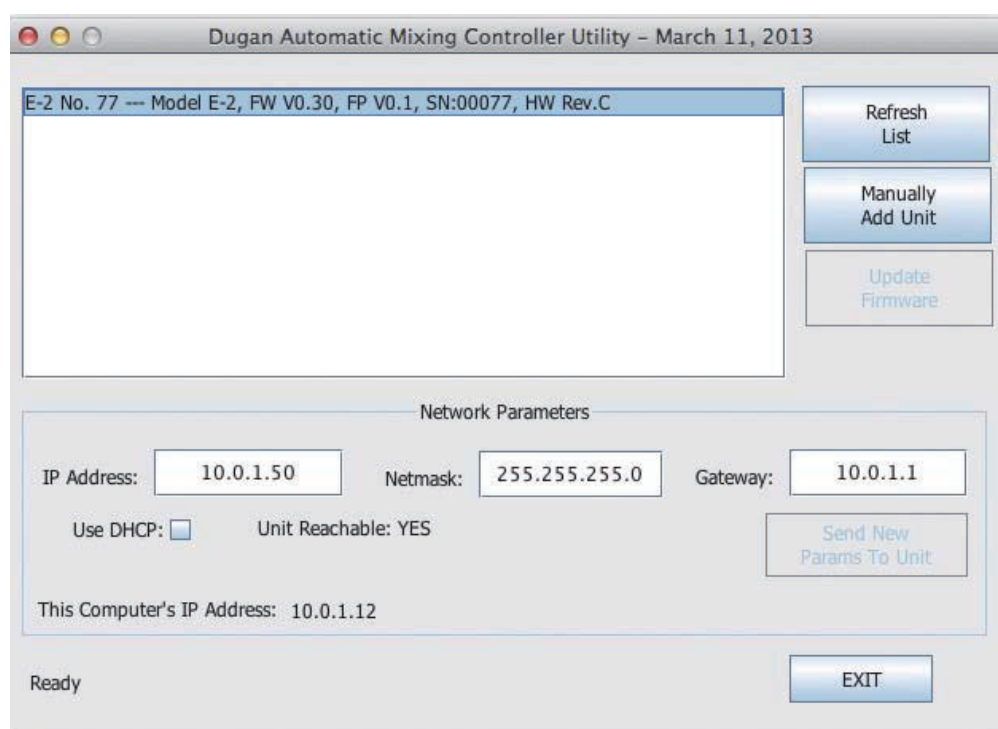 Dugan Automatic Mixing Controller Utility – March 11, 2013
E-2 No. 77 --- Model E-2, FW V0.30, FP V0.1, SN:00077, HW Rev.C
Refresh
List
Manually
Add Unit
Update
Firmware
Network Parameters
IP Address: 10.0.1.50 Netmask: 255.255.255.0 Gateway: 10.0.1.1
Use DHCP: Unit Reachable: YES
Send New
Params To Unit
This Computer's IP Address: 10.0.1.12
Ready
EXIT